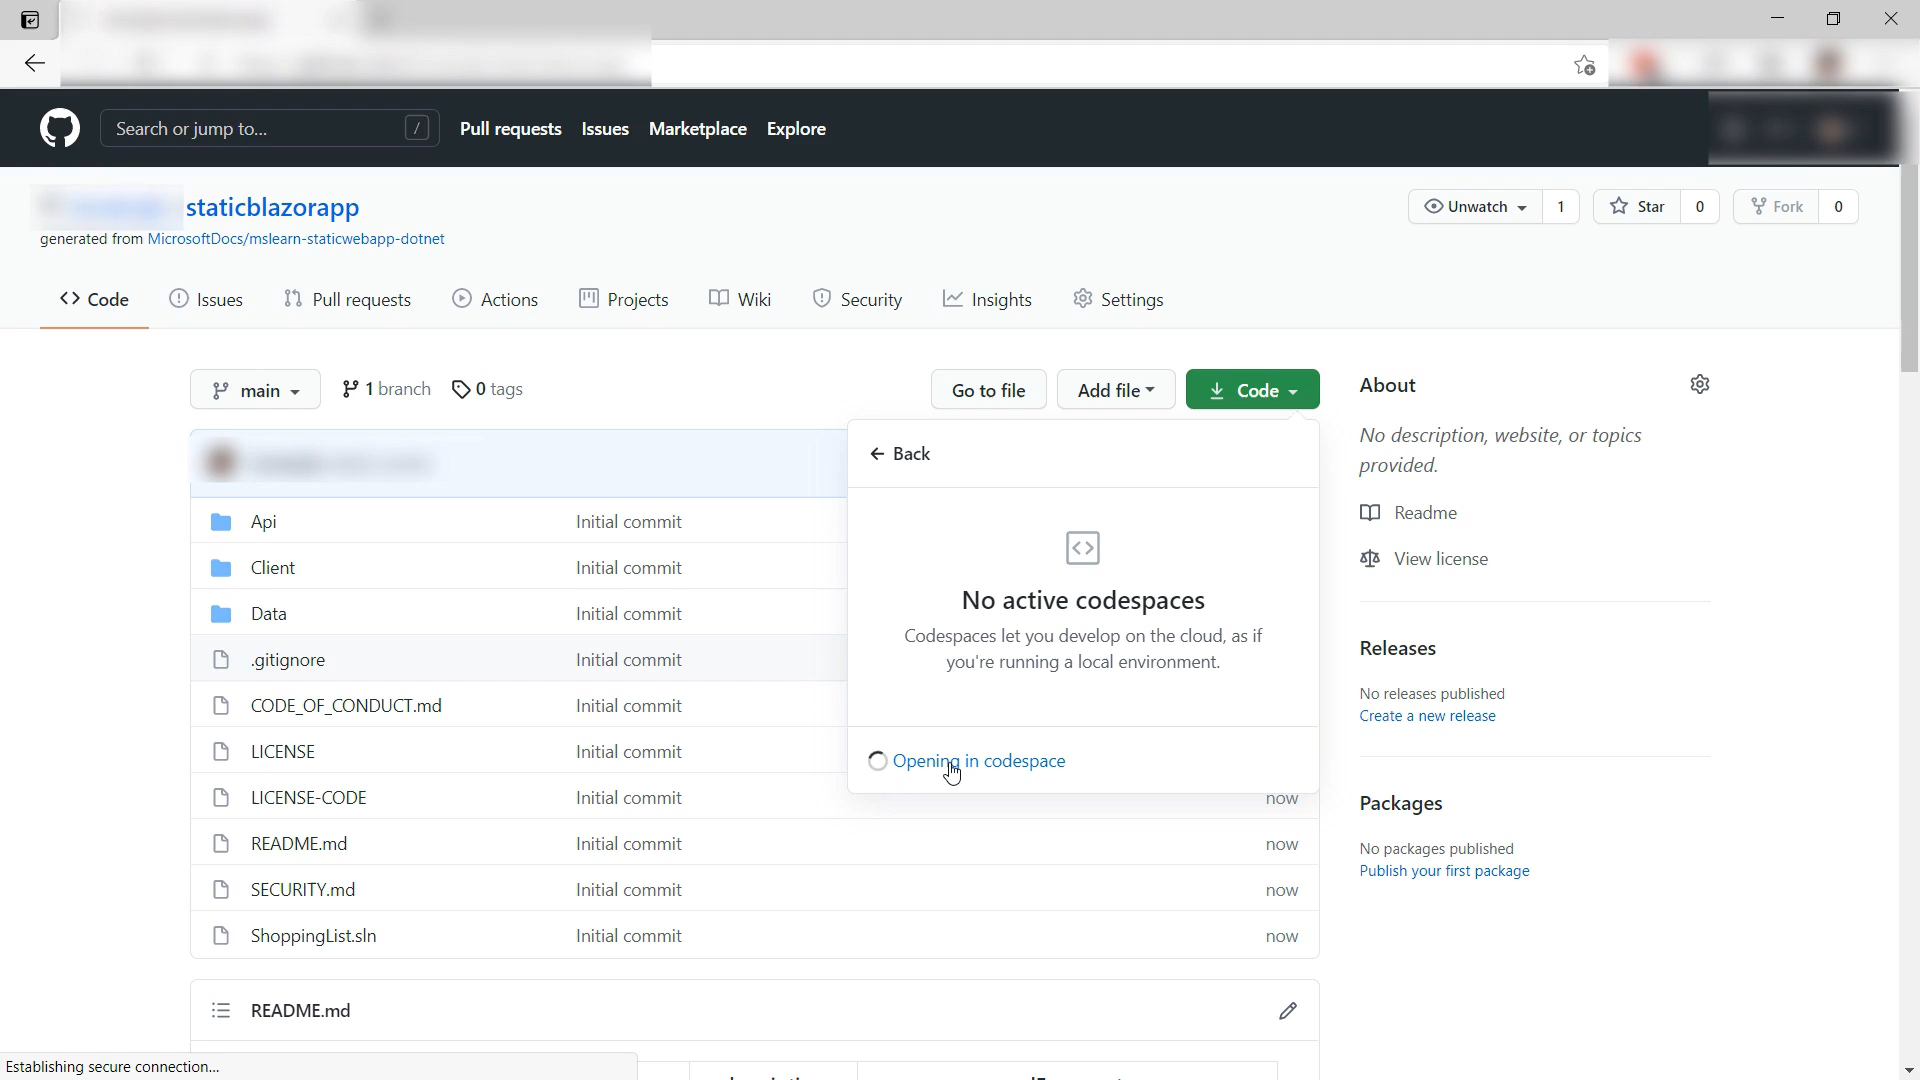 Search or jump to...
/
Pull requests
Issues
Marketplace
Explore
staticblazorapp
generated from MicrosoftDocs/mslearn-staticwebapp-dotnet
Unwatch
1
Star
0
Fork
0
Code
Issues
Pull requests
Actions
Projects
Wiki
Security
Insights
Settings
main
1 branch
0 tags
Go to file
Add file
Code
Back
No active codespaces
Codespaces let you develop on the cloud, as if
you're running a local environment.
Opening in codespace
Api Initial commit
Client Initial commit
Data Initial commit
.gitignore Initial commit
CODE_OF_CONDUCT.md Initial commit
LICENSE Initial commit
LICENSE-CODE Initial commit now
README.md Initial commit now
SECURITY.md Initial commit now
ShoppingList.sln Initial commit now
README.md
About
No description, website, or topics
provided.
Readme
View license
Releases
No releases published
Create a new release
Packages
No packages published
Publish your first package
Establishing secure connection...